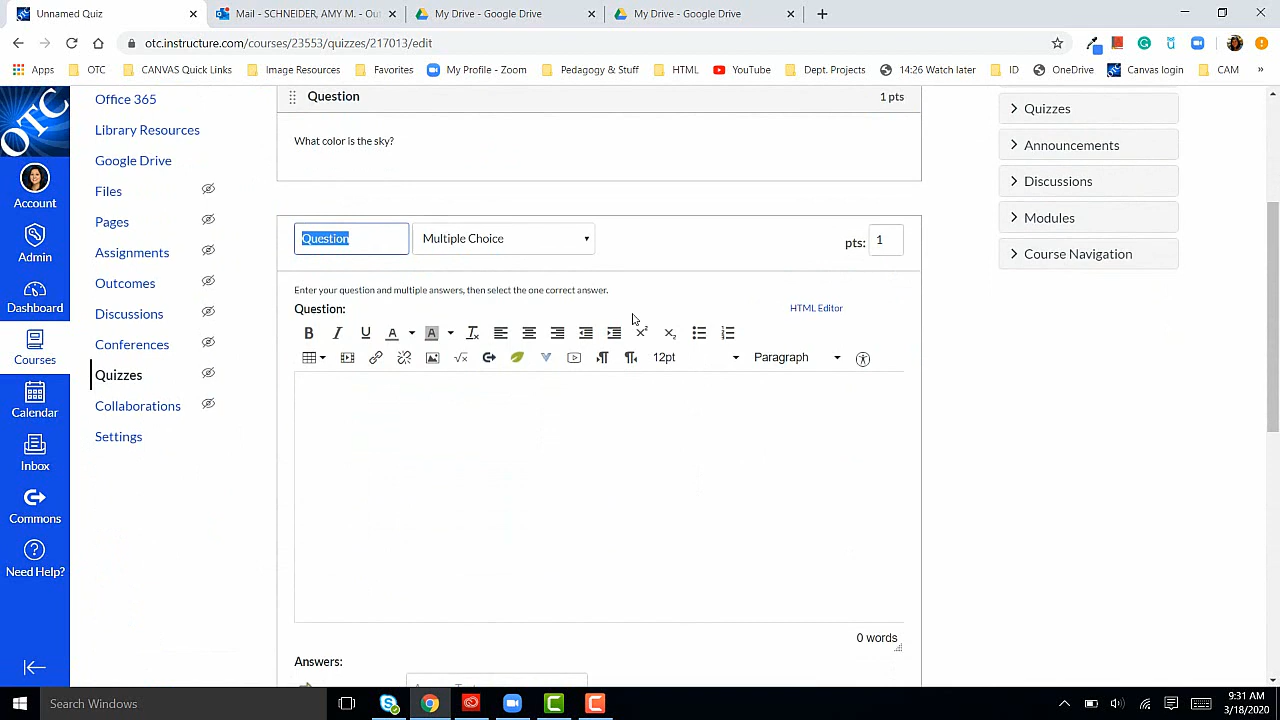 Unnamed Quiz
Mail - SCHNEIDER, AMY M. - Ou
My Drive - Google Drive
My Drive - Google Drive
otc.instructure.com/courses/23553/quizzes/217013/edit
Apps
OTC
CANVAS Quick Links
Image Resources
Favorites
My Profile - Zoom
Pedagogy & Stuff
HTML
YouTube
Dept. Projects
14:26 Watch later
ID
OneDrive
Canvas login
CAM
OTC
Account
Admin
Dashboard
Courses
Calendar
Inbox
Commons
Need Help?
Office 365
Library Resources
Google Drive
Files
Pages
Assignments
Outcomes
Discussions
Conferences
Quizzes
Collaborations
Settings
Question 1 pts
What color is the sky?
Question Multiple Choice pts: 1
Enter your question and multiple answers, then select the one correct answer.
Question: HTML Editor
12pt Paragraph
0 words
Answers:
Quizzes
Announcements
Discussions
Modules
Course Navigation
Search Windows
9:31 AM
3/18/2020